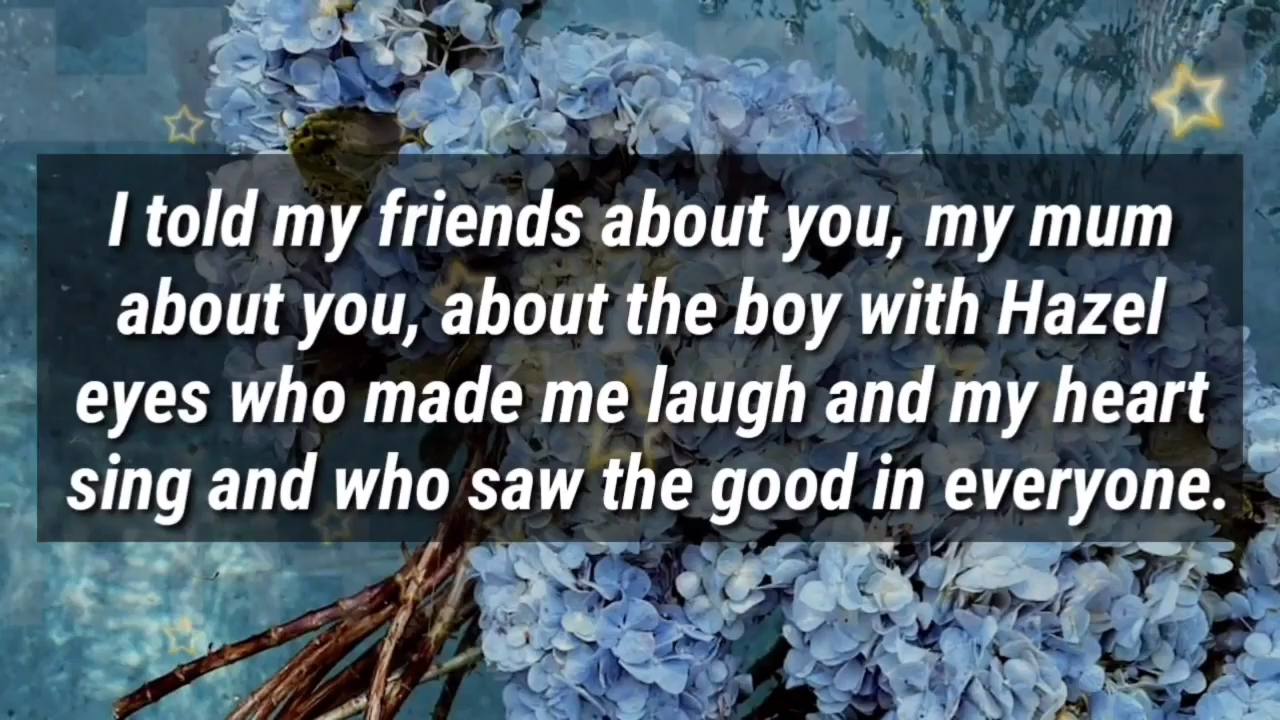 I told my friends about you, my mum
about you, about the boy with Hazel
eyes who made me laugh and my heart
sing and who saw the good in everyone.